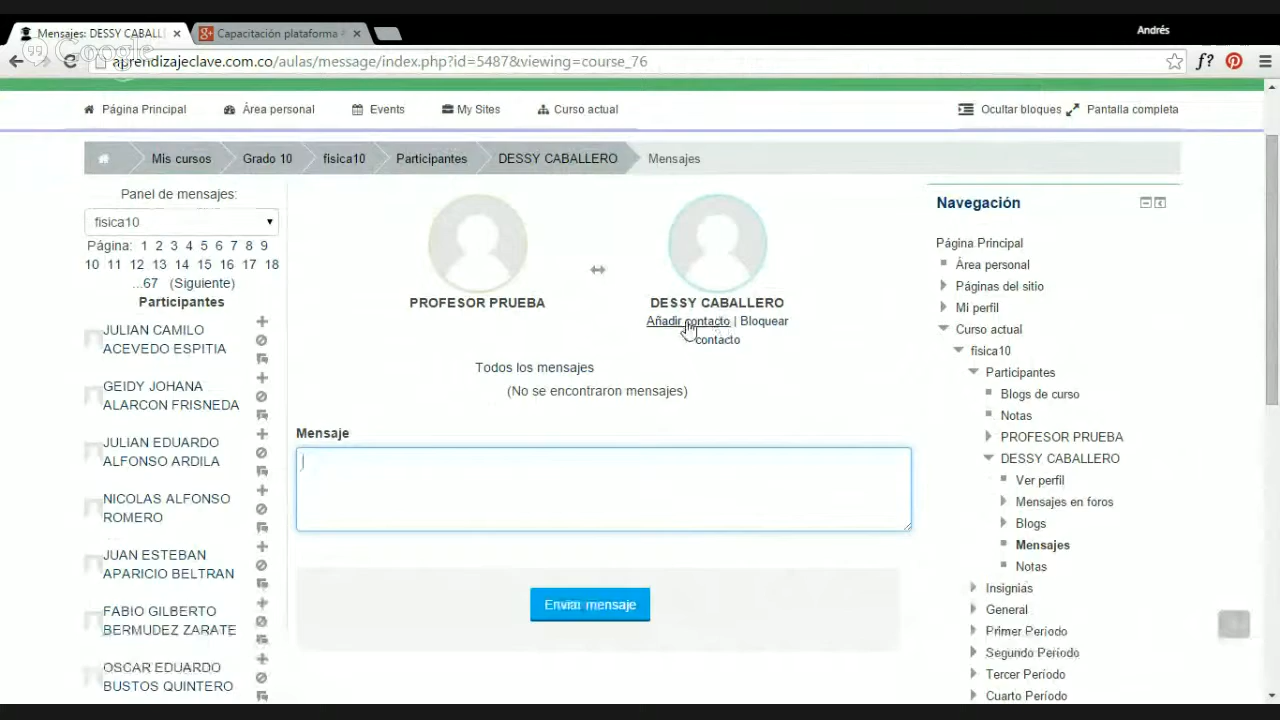 Mensajes: DESSY CABALL
Capacitación plataforma
Andrés
Google
aprendizajeclave.com.co/aulas/message/index.php?id=5487&viewing=course_76
f?
Página Principal
Área personal
Events
My Sites
Curso actual
Ocultar bloques
Pantalla completa
Mis cursos
Grado 10
fisica10
Participantes
DESSY CABALLERO
Mensajes
Panel de mensajes:
fisica10
Página: 1 2 3 4 5 6 7 8 9
10 11 12 13 14 15 16 17 18
...67 (Siguiente)
Participantes
JULIAN CAMILO
ACEVEDO ESPITIA
GEIDY JOHANA
ALARCON FRISNEDA
JULIAN EDUARDO
ALFONSO ARDILA
NICOLAS ALFONSO
ROMERO
JUAN ESTEBAN
APARICIO BELTRAN
FABIO GILBERTO
BERMUDEZ ZARATE
OSCAR EDUARDO
BUSTOS QUINTERO
PROFESOR PRUEBA
DESSY CABALLERO
Añadir contacto | Bloquear
contacto
Todos los mensajes
(No se encontraron mensajes)
Mensaje
Enviar mensaje
Navegación
Página Principal
Área personal
Páginas del sitio
Mi perfil
Curso actual
fisica10
Participantes
Blogs de curso
Notas
PROFESOR PRUEBA
DESSY CABALLERO
Ver perfil
Mensajes en foros
Blogs
Mensajes
Notas
Insignias
General
Primer Período
Segundo Período
Tercer Período
Cuarto Período